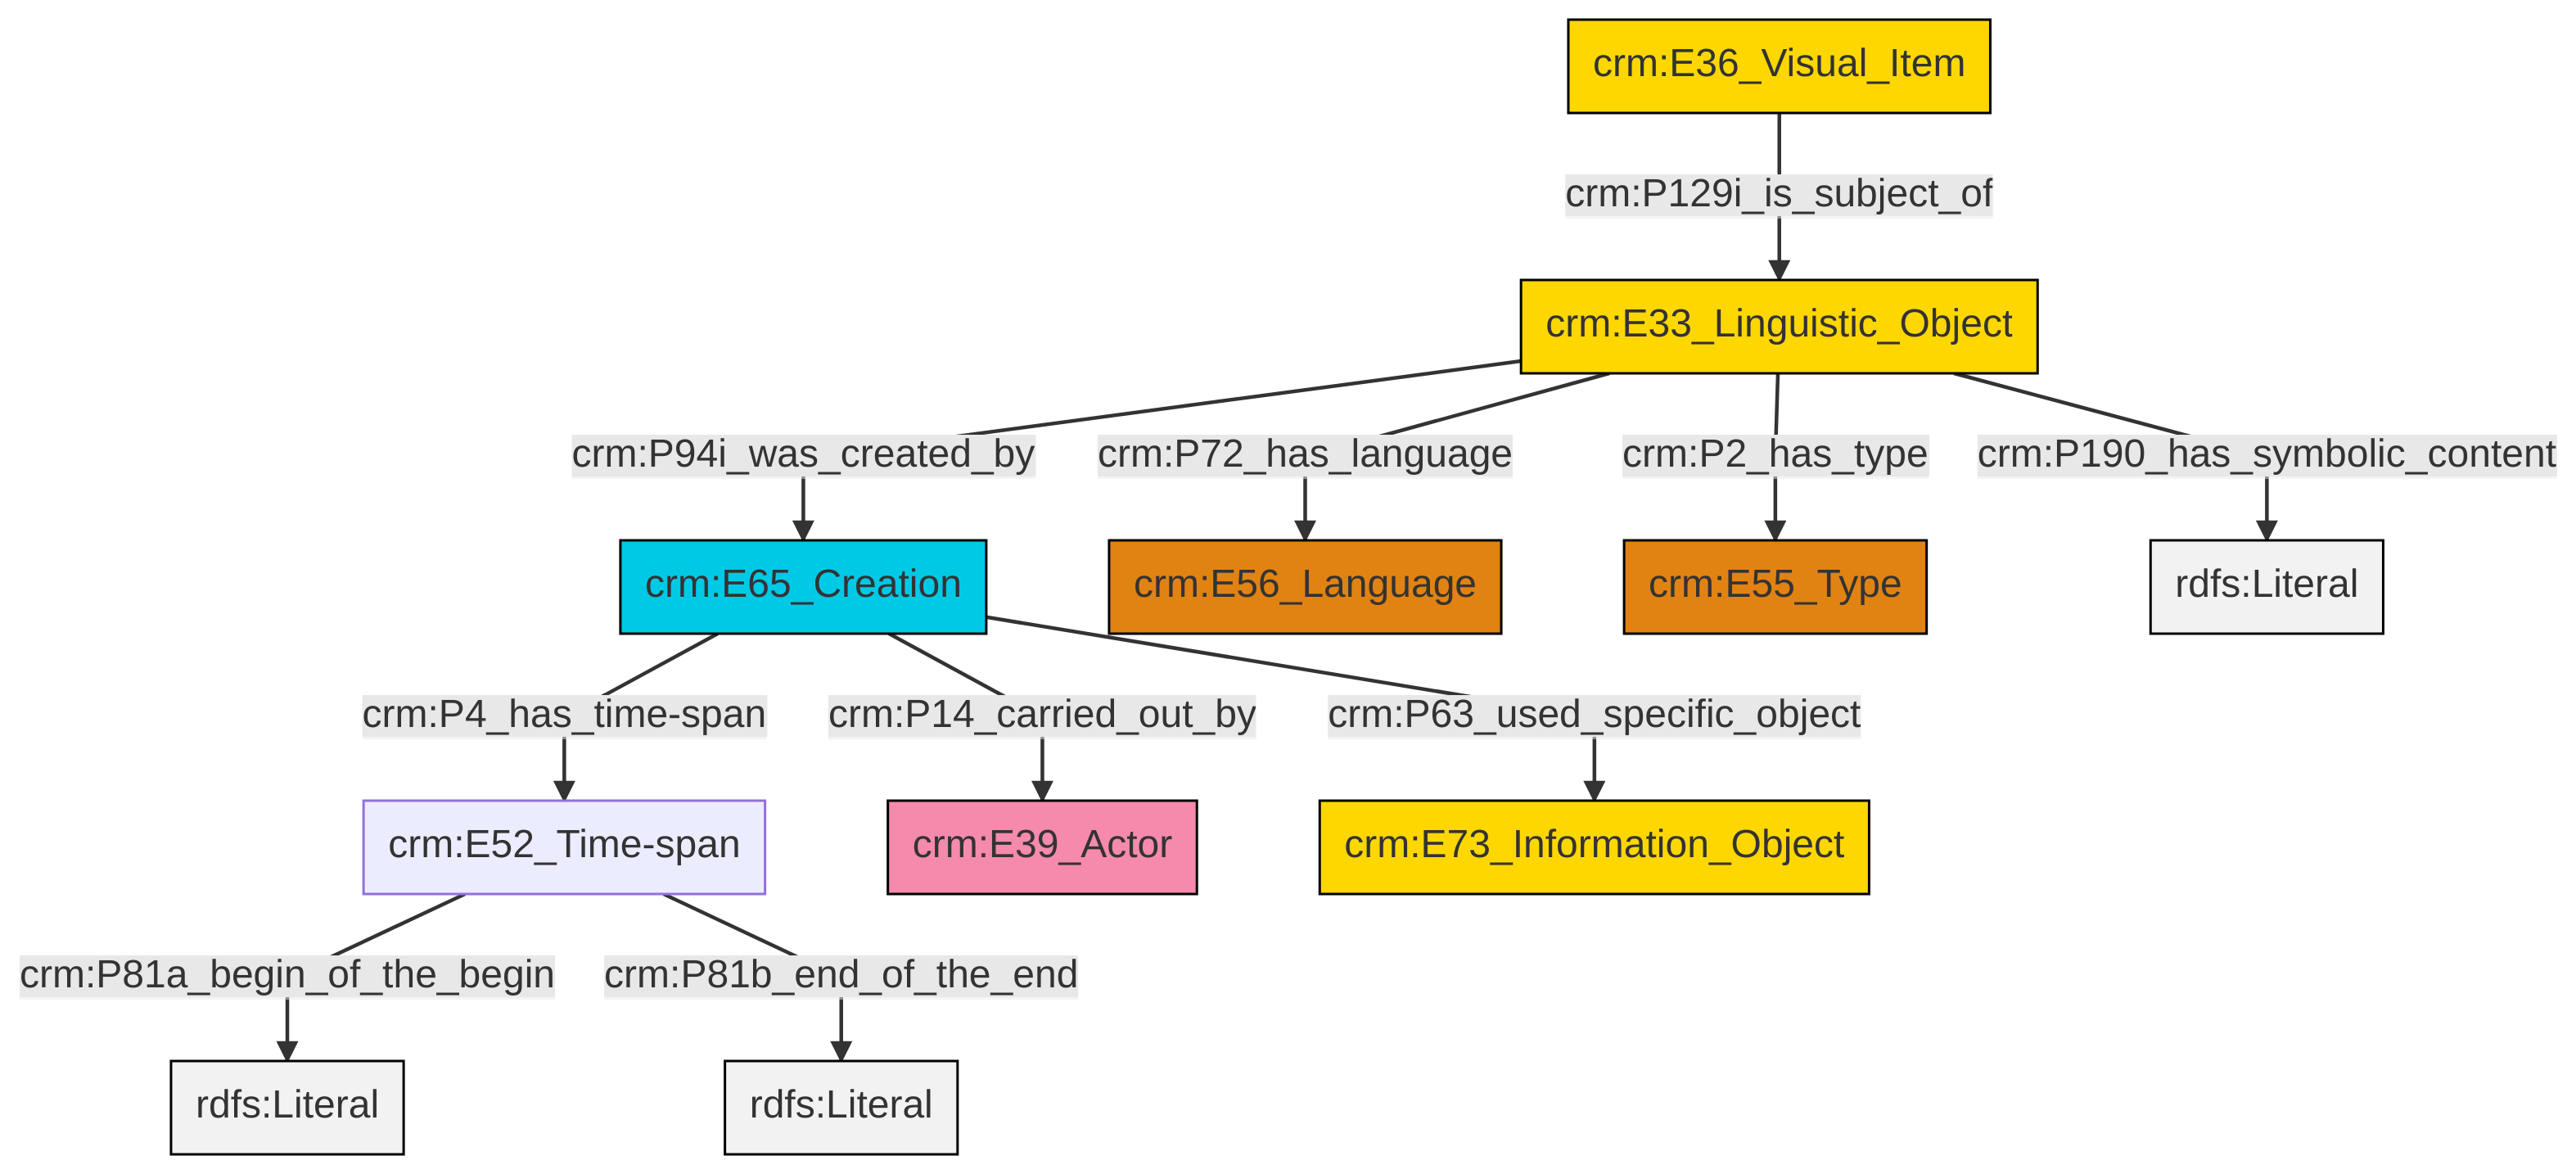 crm:E36_Visual_Item
crm:P129i_is_subject_of
crm:E33_Linguistic_Object
crm:P94i_was_created_by
crm:P72_has_language
crm:P2_has_type
crm:P190_has_symbolic_content
crm:E65_Creation
crm:E56_Language
crm:E55_Type
rdfs:Literal
crm:P4_has_time-span
crm:P14_carried_out_by
crm:P63_used_specific_object
crm:E52_Time-span
crm:E39_Actor
crm:E73_Information_Object
crm:P81a_begin_of_the_begin
crm:P81b_end_of_the_end
rdfs:Literal
rdfs:Literal